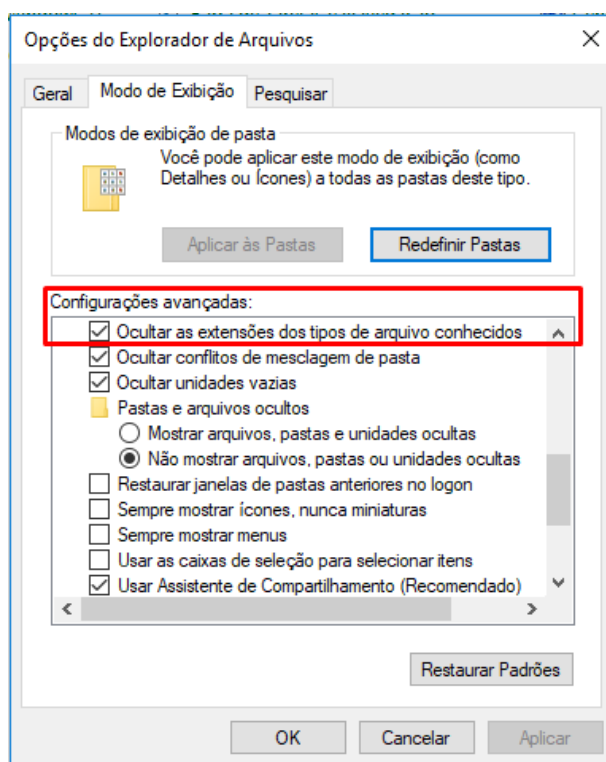 Opções do Explorador de Arquivos
Geral Modo de Exibição Pesquisar
Modos de exibição de pasta
Você pode aplicar este modo de exibição (como
Detalhes ou Ícones) a todas as pastas deste tipo.
Aplicar às Pastas Redefinir Pastas
Configurações avançadas:
Ocultar as extensões dos tipos de arquivo conhecidos
Ocultar conflitos de mesclagem de pasta
Ocultar unidades vazias
Pastas e arquivos ocultos
Mostrar arquivos, pastas e unidades ocultas
Não mostrar arquivos, pastas ou unidades ocultas
Restaurar janelas de pastas anteriores no logon
Sempre mostrar ícones, nunca miniaturas
Sempre mostrar menus
Usar as caixas de seleção para selecionar itens
Usar Assistente de Compartilhamento (Recomendado)
Restaurar Padrões
OK Cancelar Aplicar